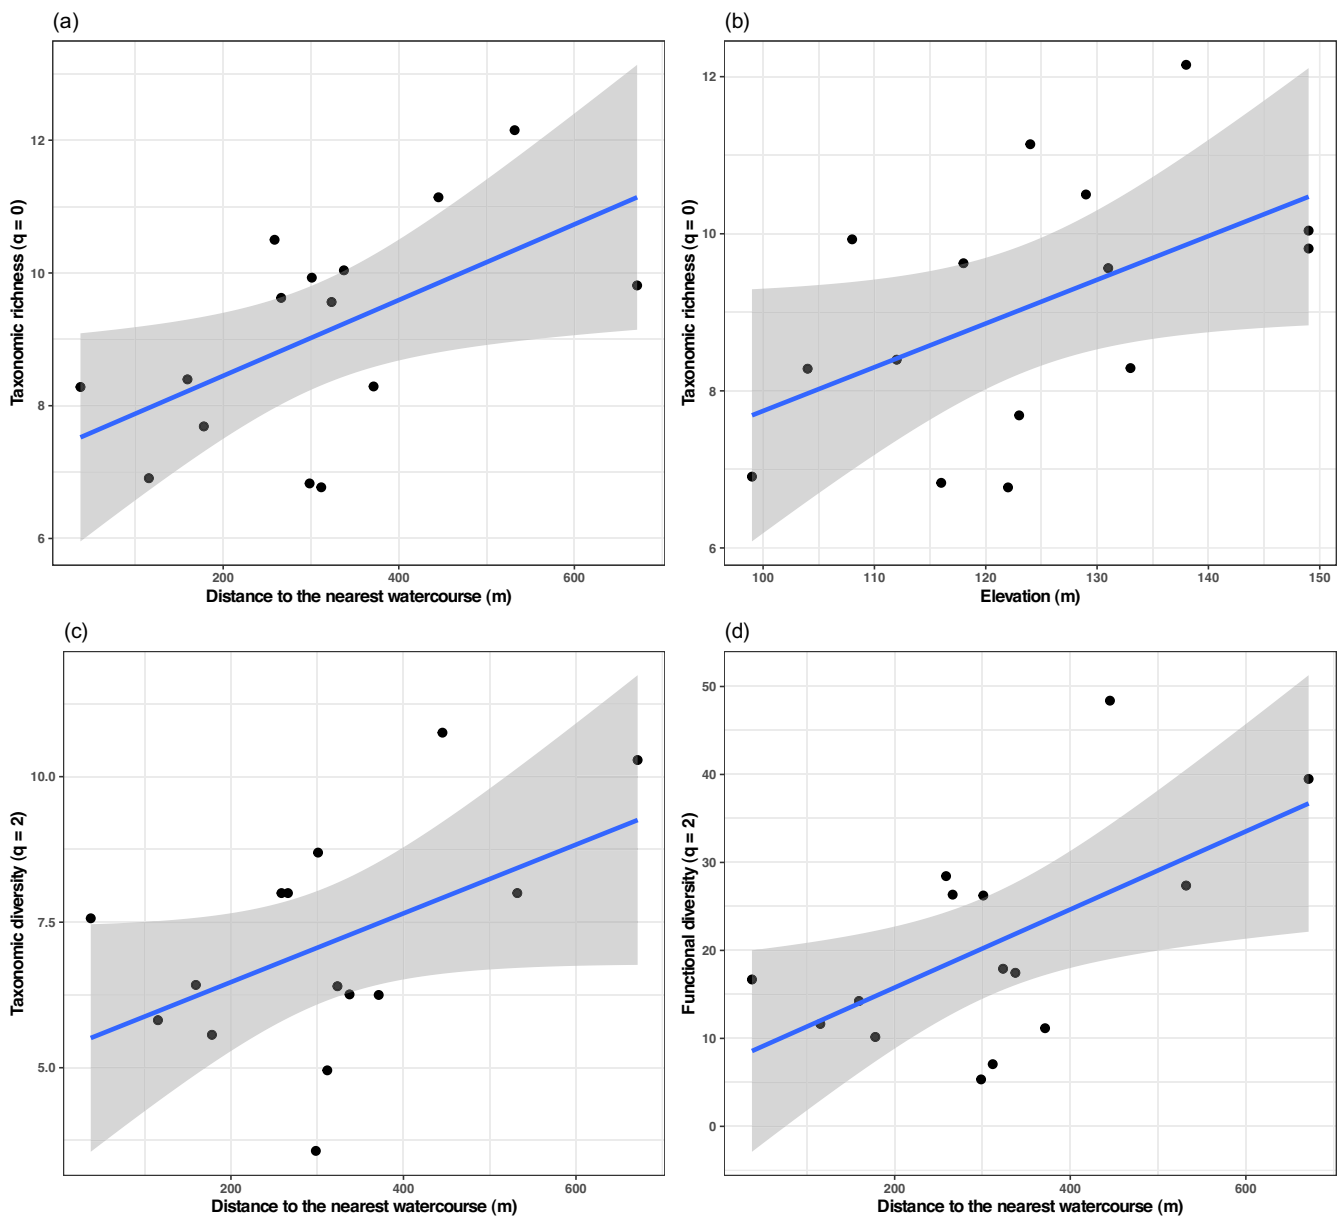 (a)
Taxonomic richness (q = 0)
12
10
8
6
200
400
600
Distance to the nearest watercourse (m)
(b)
Taxonomic richness (q = 0)
12
10
8
6
100
110
120
130
140
150
Elevation (m)
(c)
Taxonomic diversity (q = 2)
10.0
7.5
5.0
200
400
600
Distance to the nearest watercourse (m)
(d)
Functional diversity (q = 2)
50
40
30
20
10
0
200
400
600
Distance to the nearest watercourse (m)